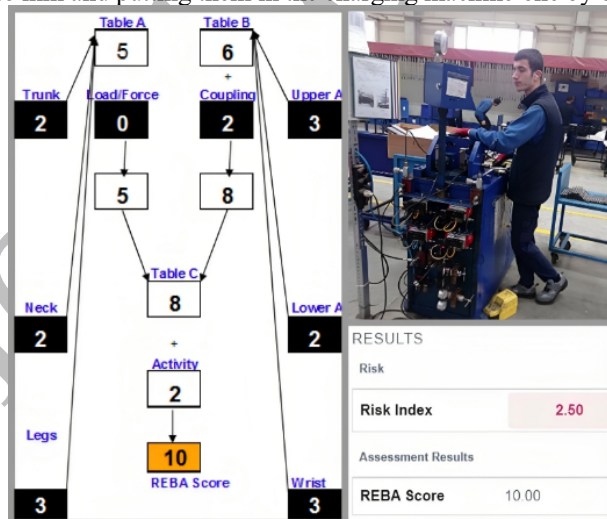 Table A
Table B
5
6
+
Trunk
Load/Force
Coupling
Upper A
2
0
2
3
5
8
Table C
8
Neck
Lower A
2
+
2
Activity
2
Legs
10
REBA Score
Wrist
3
3
RESULTS
Risk
Risk Index
2.50
Assessment Results
REBA Score
10.00